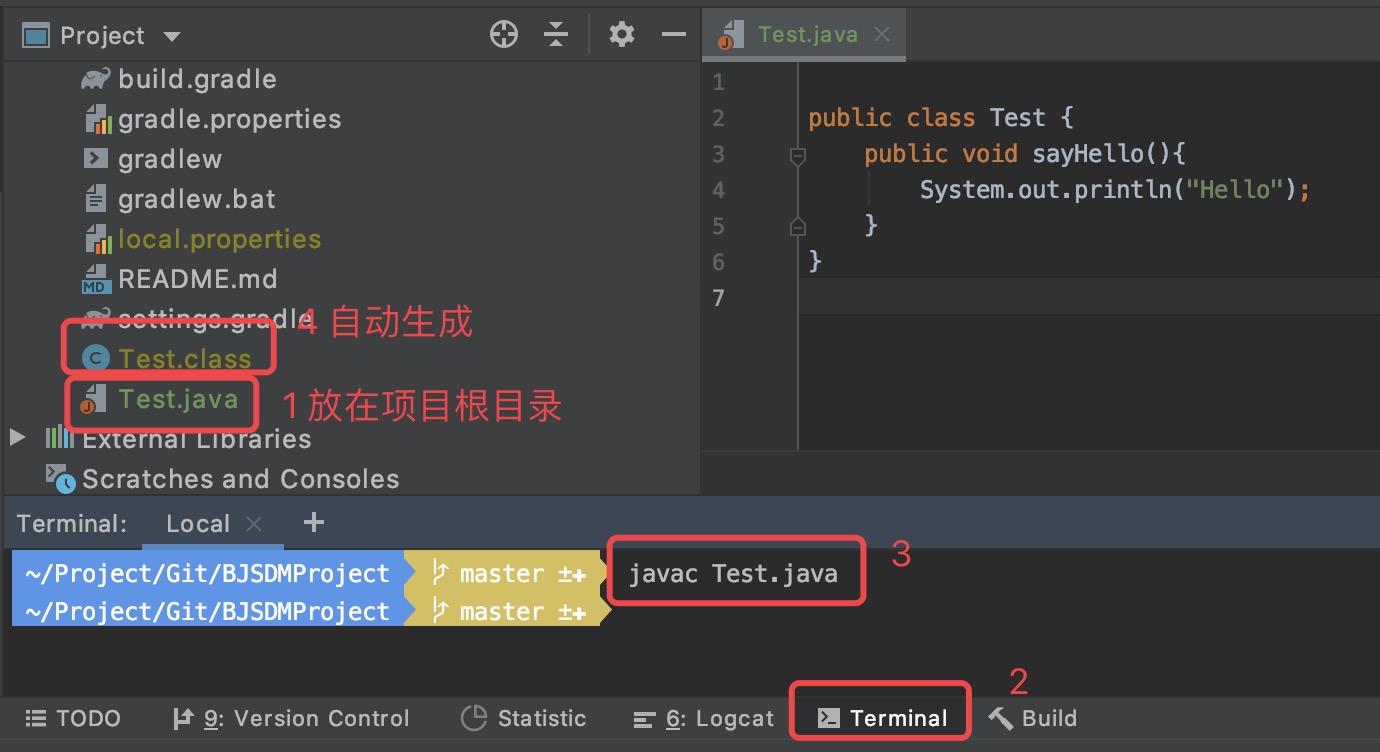 Project
Test.java
build.gradle
gradle.properties
gradlew
gradlew.bat
local.properties
README.md
settings.gradle
4 自动生成
Test.class
Test.java
1 放在项目根目录
External Libraries
Scratches and Consoles
1
2 public class Test {
3 public void sayHello(){
4 System.out.println("Hello");
5 }
6 }
7
Terminal: Local +
~/Project/Git/BJSDMProject master ±+ javac Test.java
3
~/Project/Git/BJSDMProject master ±+
2
TODO 9: Version Control Statistic 6: Logcat Terminal Build